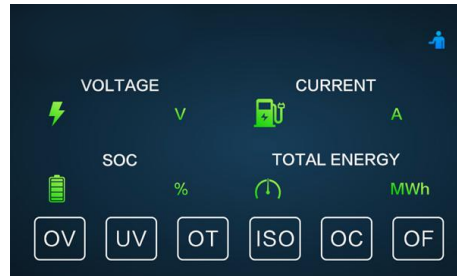 VOLTAGE CURRENT
V A
SOC TOTAL ENERGY
% MWh
OV UV OT ISO OC OF